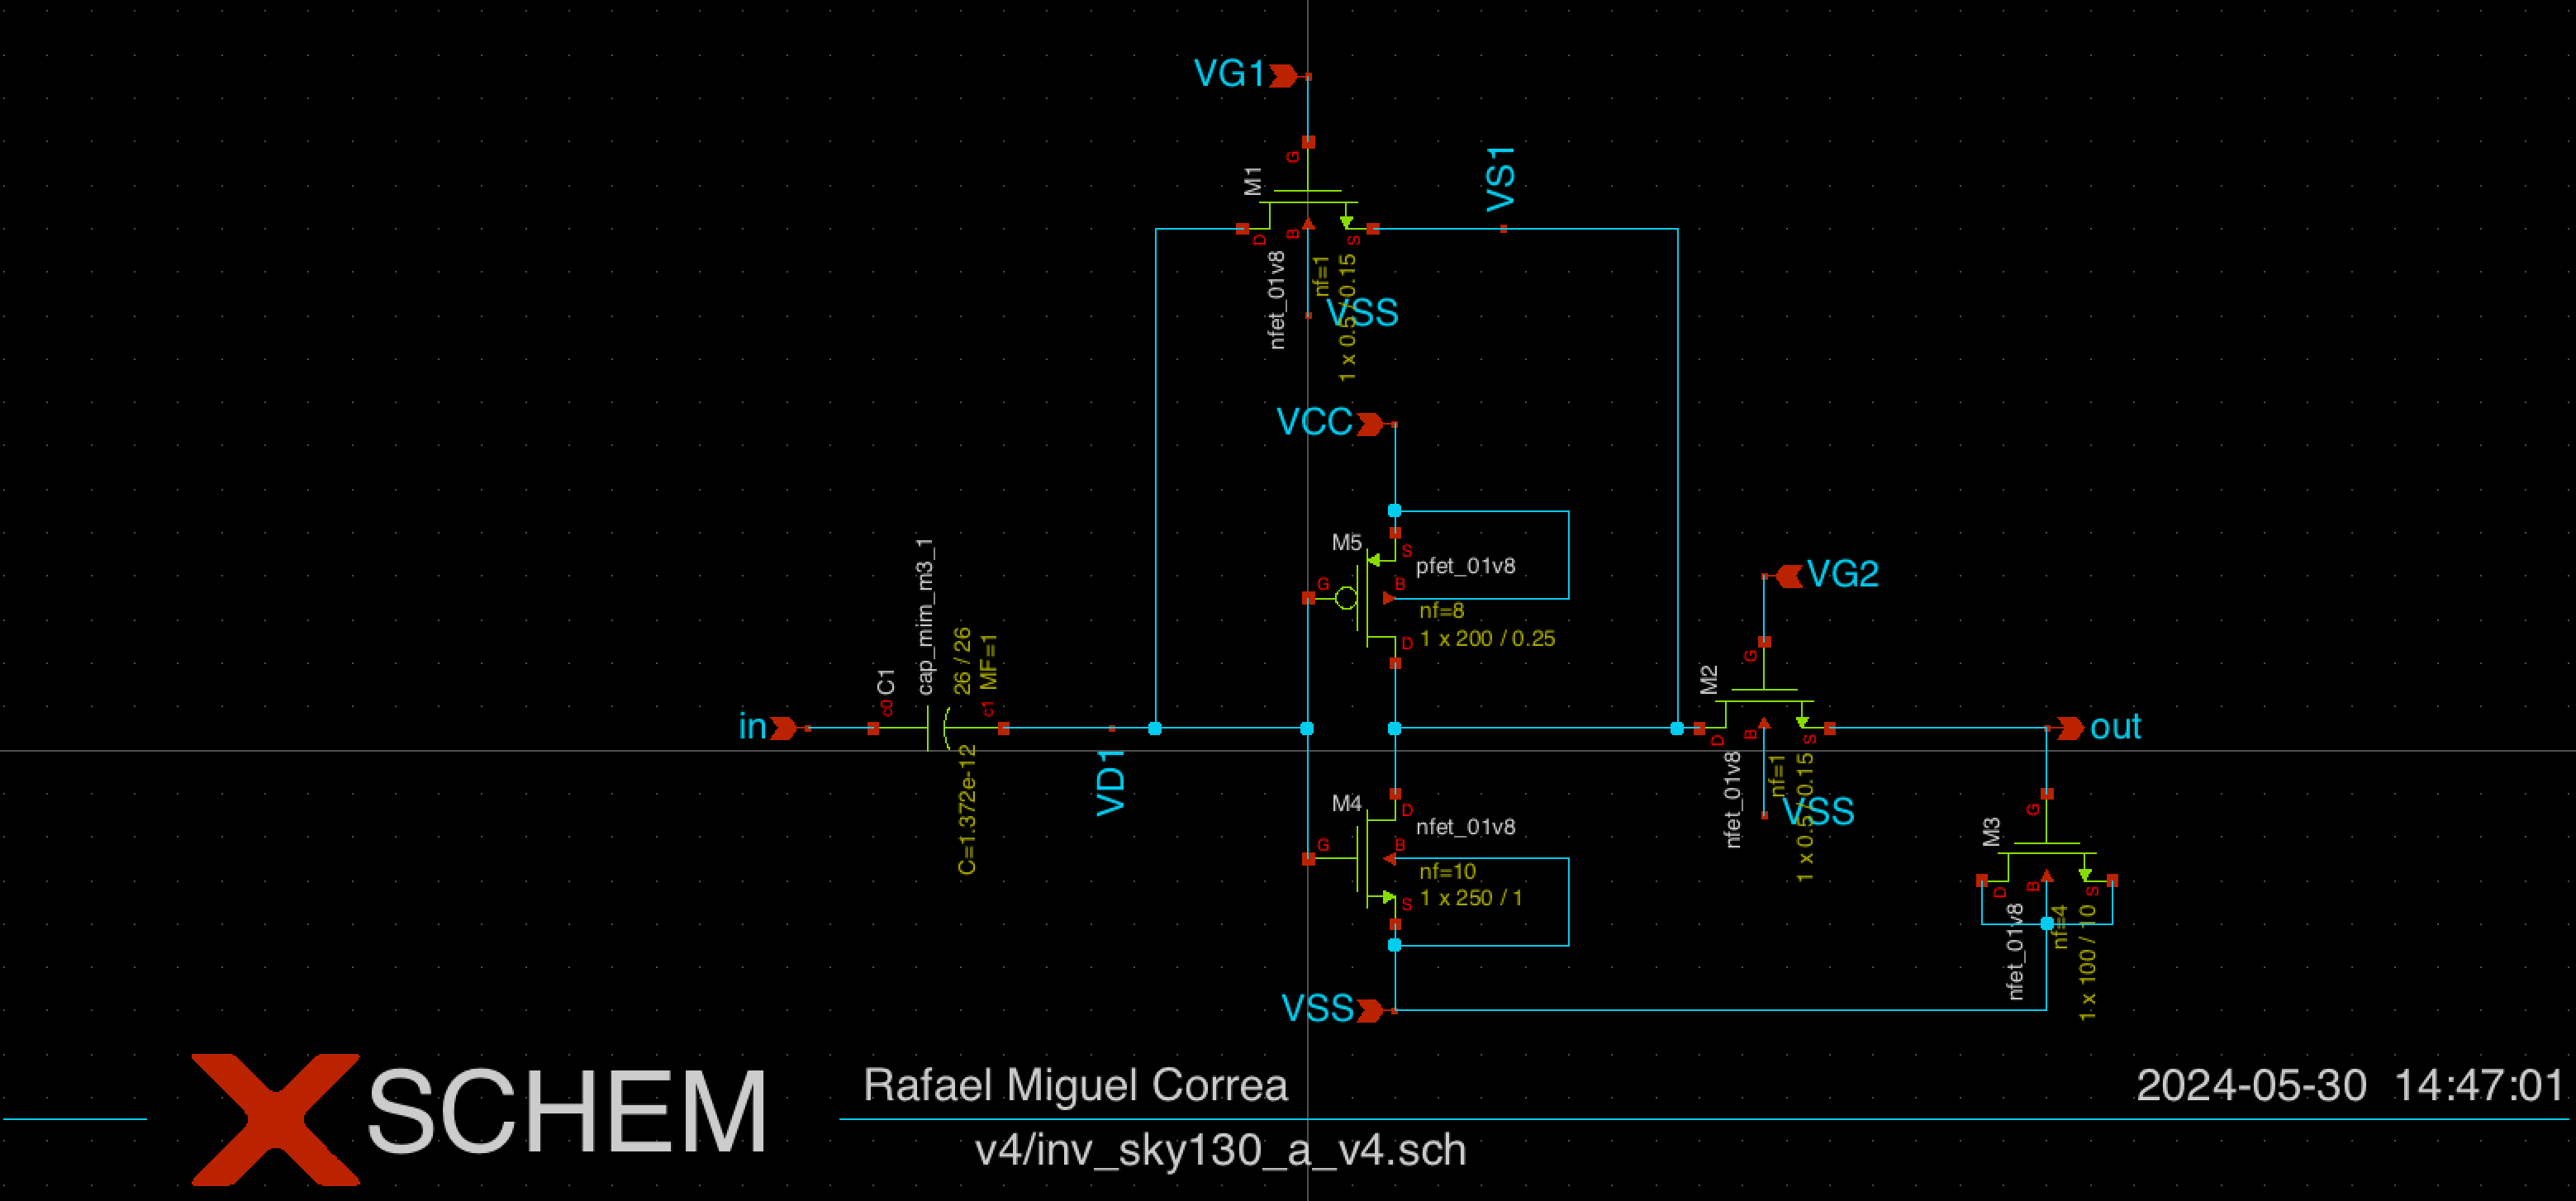 VG1
G
M1
D
B
S
nfet_01v8
nf=1
1 x 0.5 / 0.15
VSS
VS1
VCC
M5
S
G
B
D
pfet_01v8
nf=8
1 x 200 / 0.25
in
C1
c0
cap_mim_m3_1
26 / 26
MF=1
c1
C=1.372e-12
VD1
M4
D
G
B
S
nfet_01v8
nf=10
1 x 250 / 1
VSS
VG2
M2
G
D
B
S
nfet_01v8
nf=1
1 x 0.5 / 0.15
VSS
out
M3
G
D
B
S
nfet_01v8
nf=4
1 x 100 / 10
XSCHEM
Rafael Miguel Correa
2024-05-30 14:47:01
v4/inv_sky130_a_v4.sch